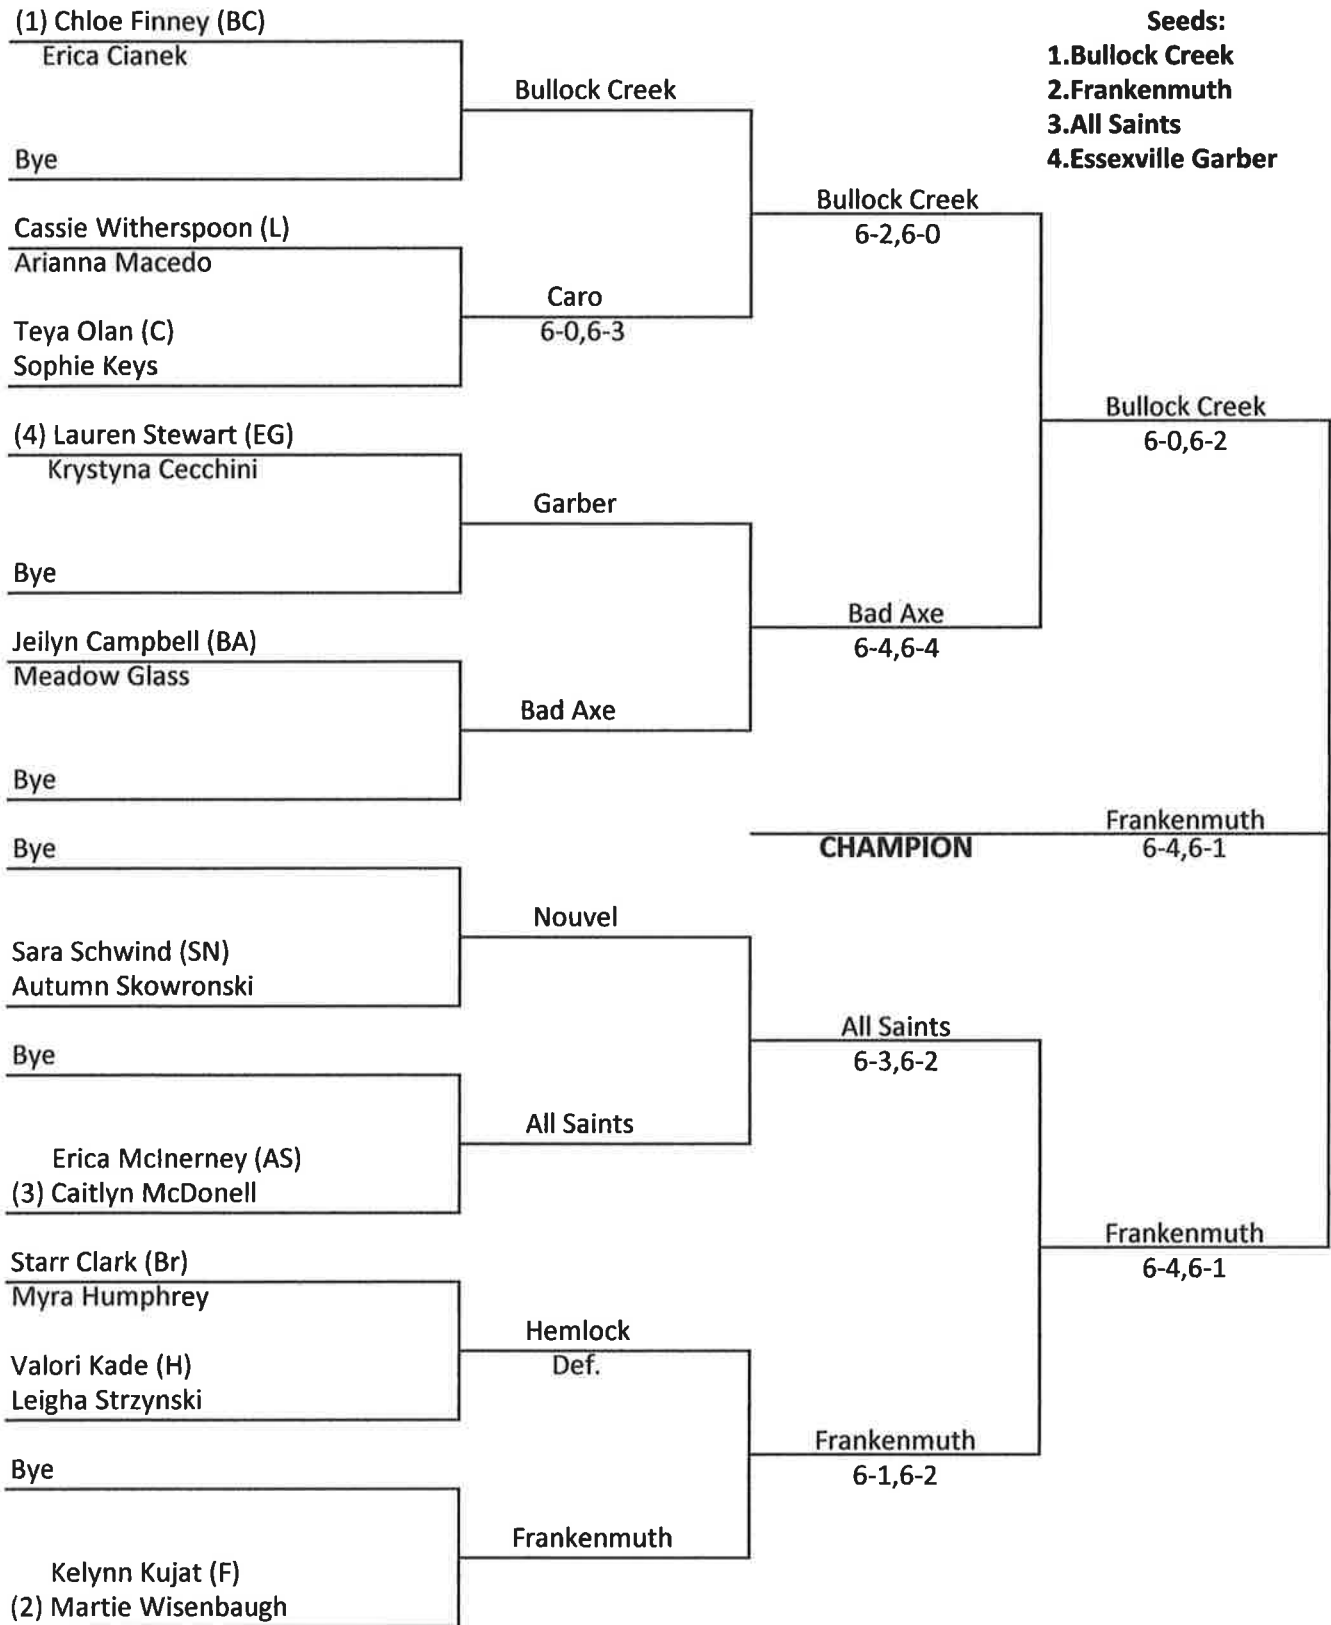 (1) Chloe Finney (BC)
Erica Cianek
Bye
Cassie Witherspoon (L)
Arianna Macedo
Teya Olan (C)
Sophie Keys
(4) Lauren Stewart (EG)
Krystyna Cecchini
Bye
Jeilyn Campbell (BA)
Meadow Glass
Bye
Bye
Sara Schwind (SN)
Autumn Skowronski
Bye
Erica McInerney (AS)
(3) Caitlyn McDonell
Starr Clark (Br)
Myra Humphrey
Valori Kade (H)
Leigha Strzynski
Bye
Kelynn Kujat (F)
(2) Martie Wisenbaugh
Bullock Creek
Caro
6-0,6-3
Garber
Bad Axe
Nouvel
All Saints
Hemlock
Def.
Frankenmuth
Bullock Creek
6-2,6-0
Bad Axe
6-4,6-4
All Saints
6-3,6-2
Frankenmuth
6-1,6-2
Bullock Creek
6-0,6-2
Frankenmuth
6-4,6-1
CHAMPION
Frankenmuth
6-4,6-1
Seeds:
1.Bullock Creek
2.Frankenmuth
3.All Saints
4.Essexville Garber